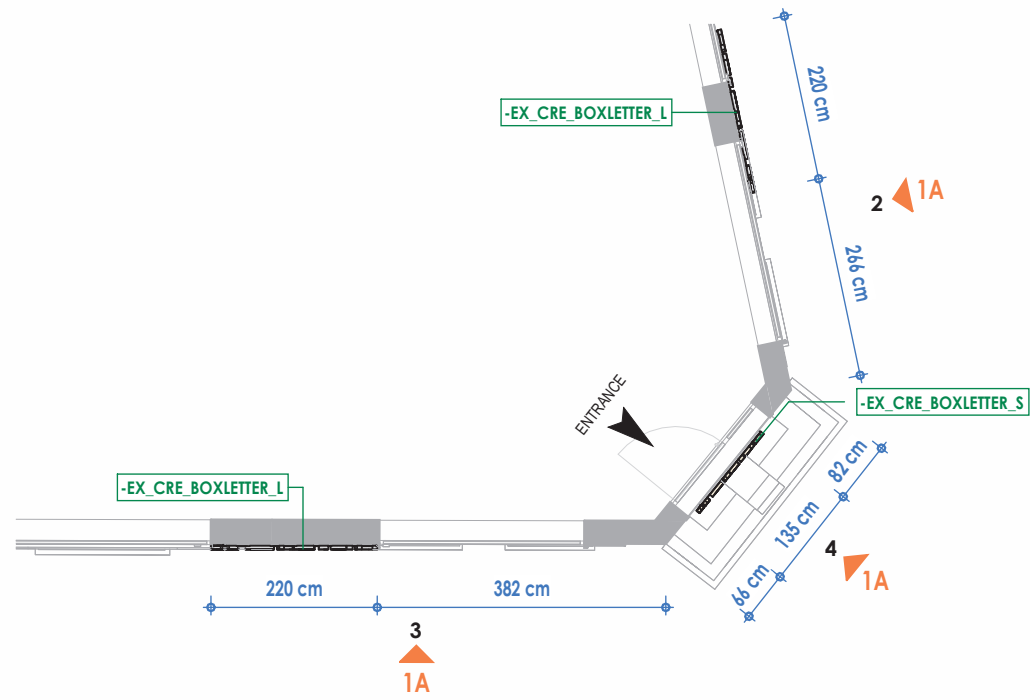 -EX_CRE_BOXLETTER_L
220 cm
2
1A
266 cm
ENTRANCE
-EX_CRE_BOXLETTER_S
82 cm
-EX_CRE_BOXLETTER_L
135 cm
4
1A
66 cm
220 cm
382 cm
3
1A